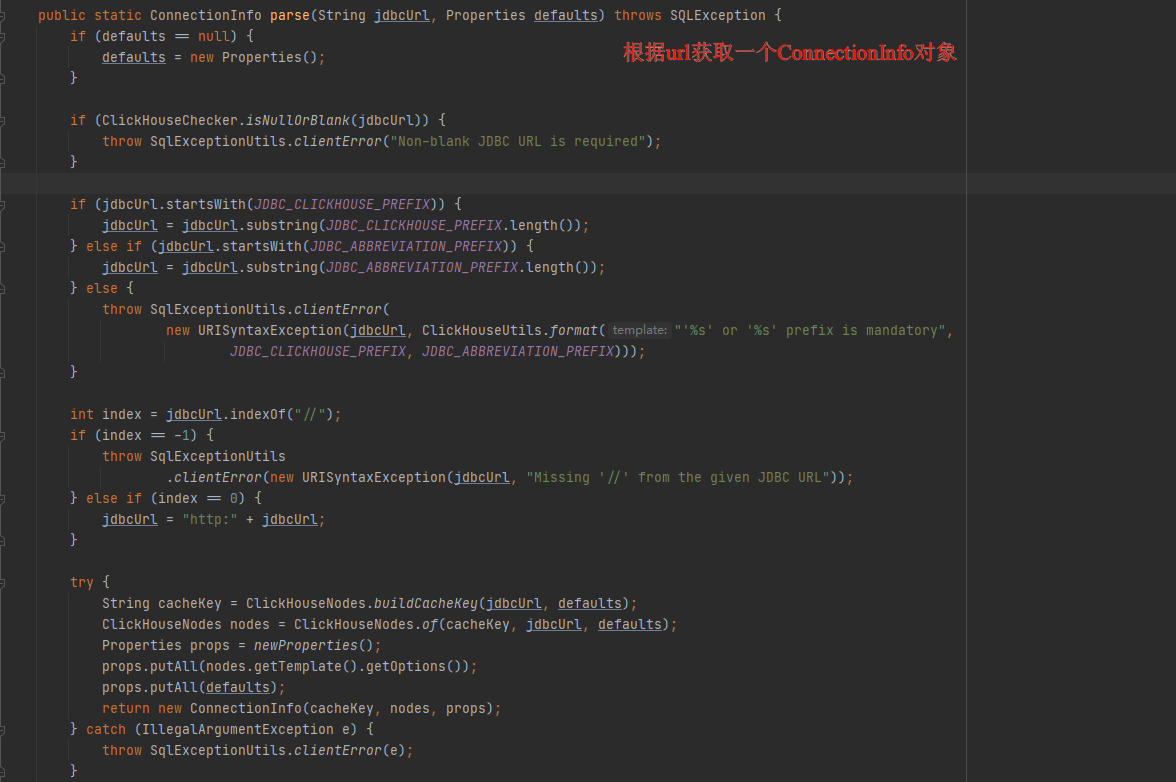 public static ConnectionInfo parse(String jdbcUrl, Properties defaults) throws SQLException {
if (defaults == null) {
根据url获取一个ConnectionInfo对象
defaults = new Properties();
}
if (ClickHouseChecker.isNullOrBlank(jdbcUrl)) {
throw SqlExceptionUtils.clientError("Non-blank JDBC URL is required");
}
if (jdbcUrl.startsWith(JDBC_CLICKHOUSE_PREFIX)) {
jdbcUrl = jdbcUrl.substring(JDBC_CLICKHOUSE_PREFIX.length());
} else if (jdbcUrl.startsWith(JDBC_ABBREVIATION_PREFIX)) {
jdbcUrl = jdbcUrl.substring(JDBC_ABBREVIATION_PREFIX.length());
} else {
throw SqlExceptionUtils.clientError(
new URISyntaxException(jdbcUrl, ClickHouseUtils.format( template: "'%s' or '%s' prefix is mandatory",
JDBC_CLICKHOUSE_PREFIX, JDBC_ABBREVIATION_PREFIX)));
}
int index = jdbcUrl.indexOf("//");
if (index == -1) {
throw SqlExceptionUtils
.clientError(new URISyntaxException(jdbcUrl, "Missing '//' from the given JDBC URL"));
} else if (index == 0) {
jdbcUrl = "http:" + jdbcUrl;
}
try {
String cacheKey = ClickHouseNodes.buildCacheKey(jdbcUrl, defaults);
ClickHouseNodes nodes = ClickHouseNodes.of(cacheKey, jdbcUrl, defaults);
Properties props = newProperties();
props.putAll(nodes.getTemplate().getOptions());
props.putAll(defaults);
return new ConnectionInfo(cacheKey, nodes, props);
} catch (IllegalArgumentException e) {
throw SqlExceptionUtils.clientError(e);
}